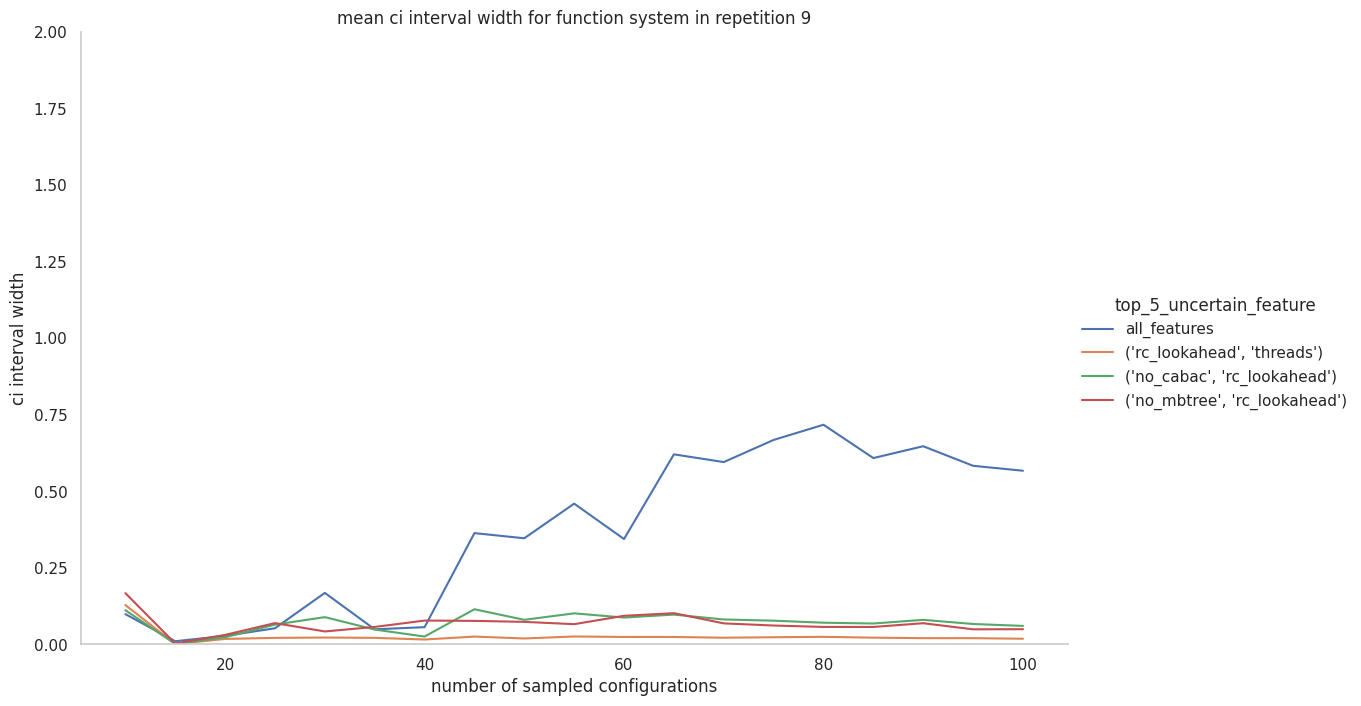 mean ci interval width for function system in repetition 9
2.00
1.75
1.50
1.25
1.00
0.75
0.50
0.25
0.00
ci interval width
20
40
60
80
100
number of sampled configurations
top_5_uncertain_feature
all_features
('rc_lookahead', 'threads')
('no_cabac', 'rc_lookahead')
('no_mbtree', 'rc_lookahead')